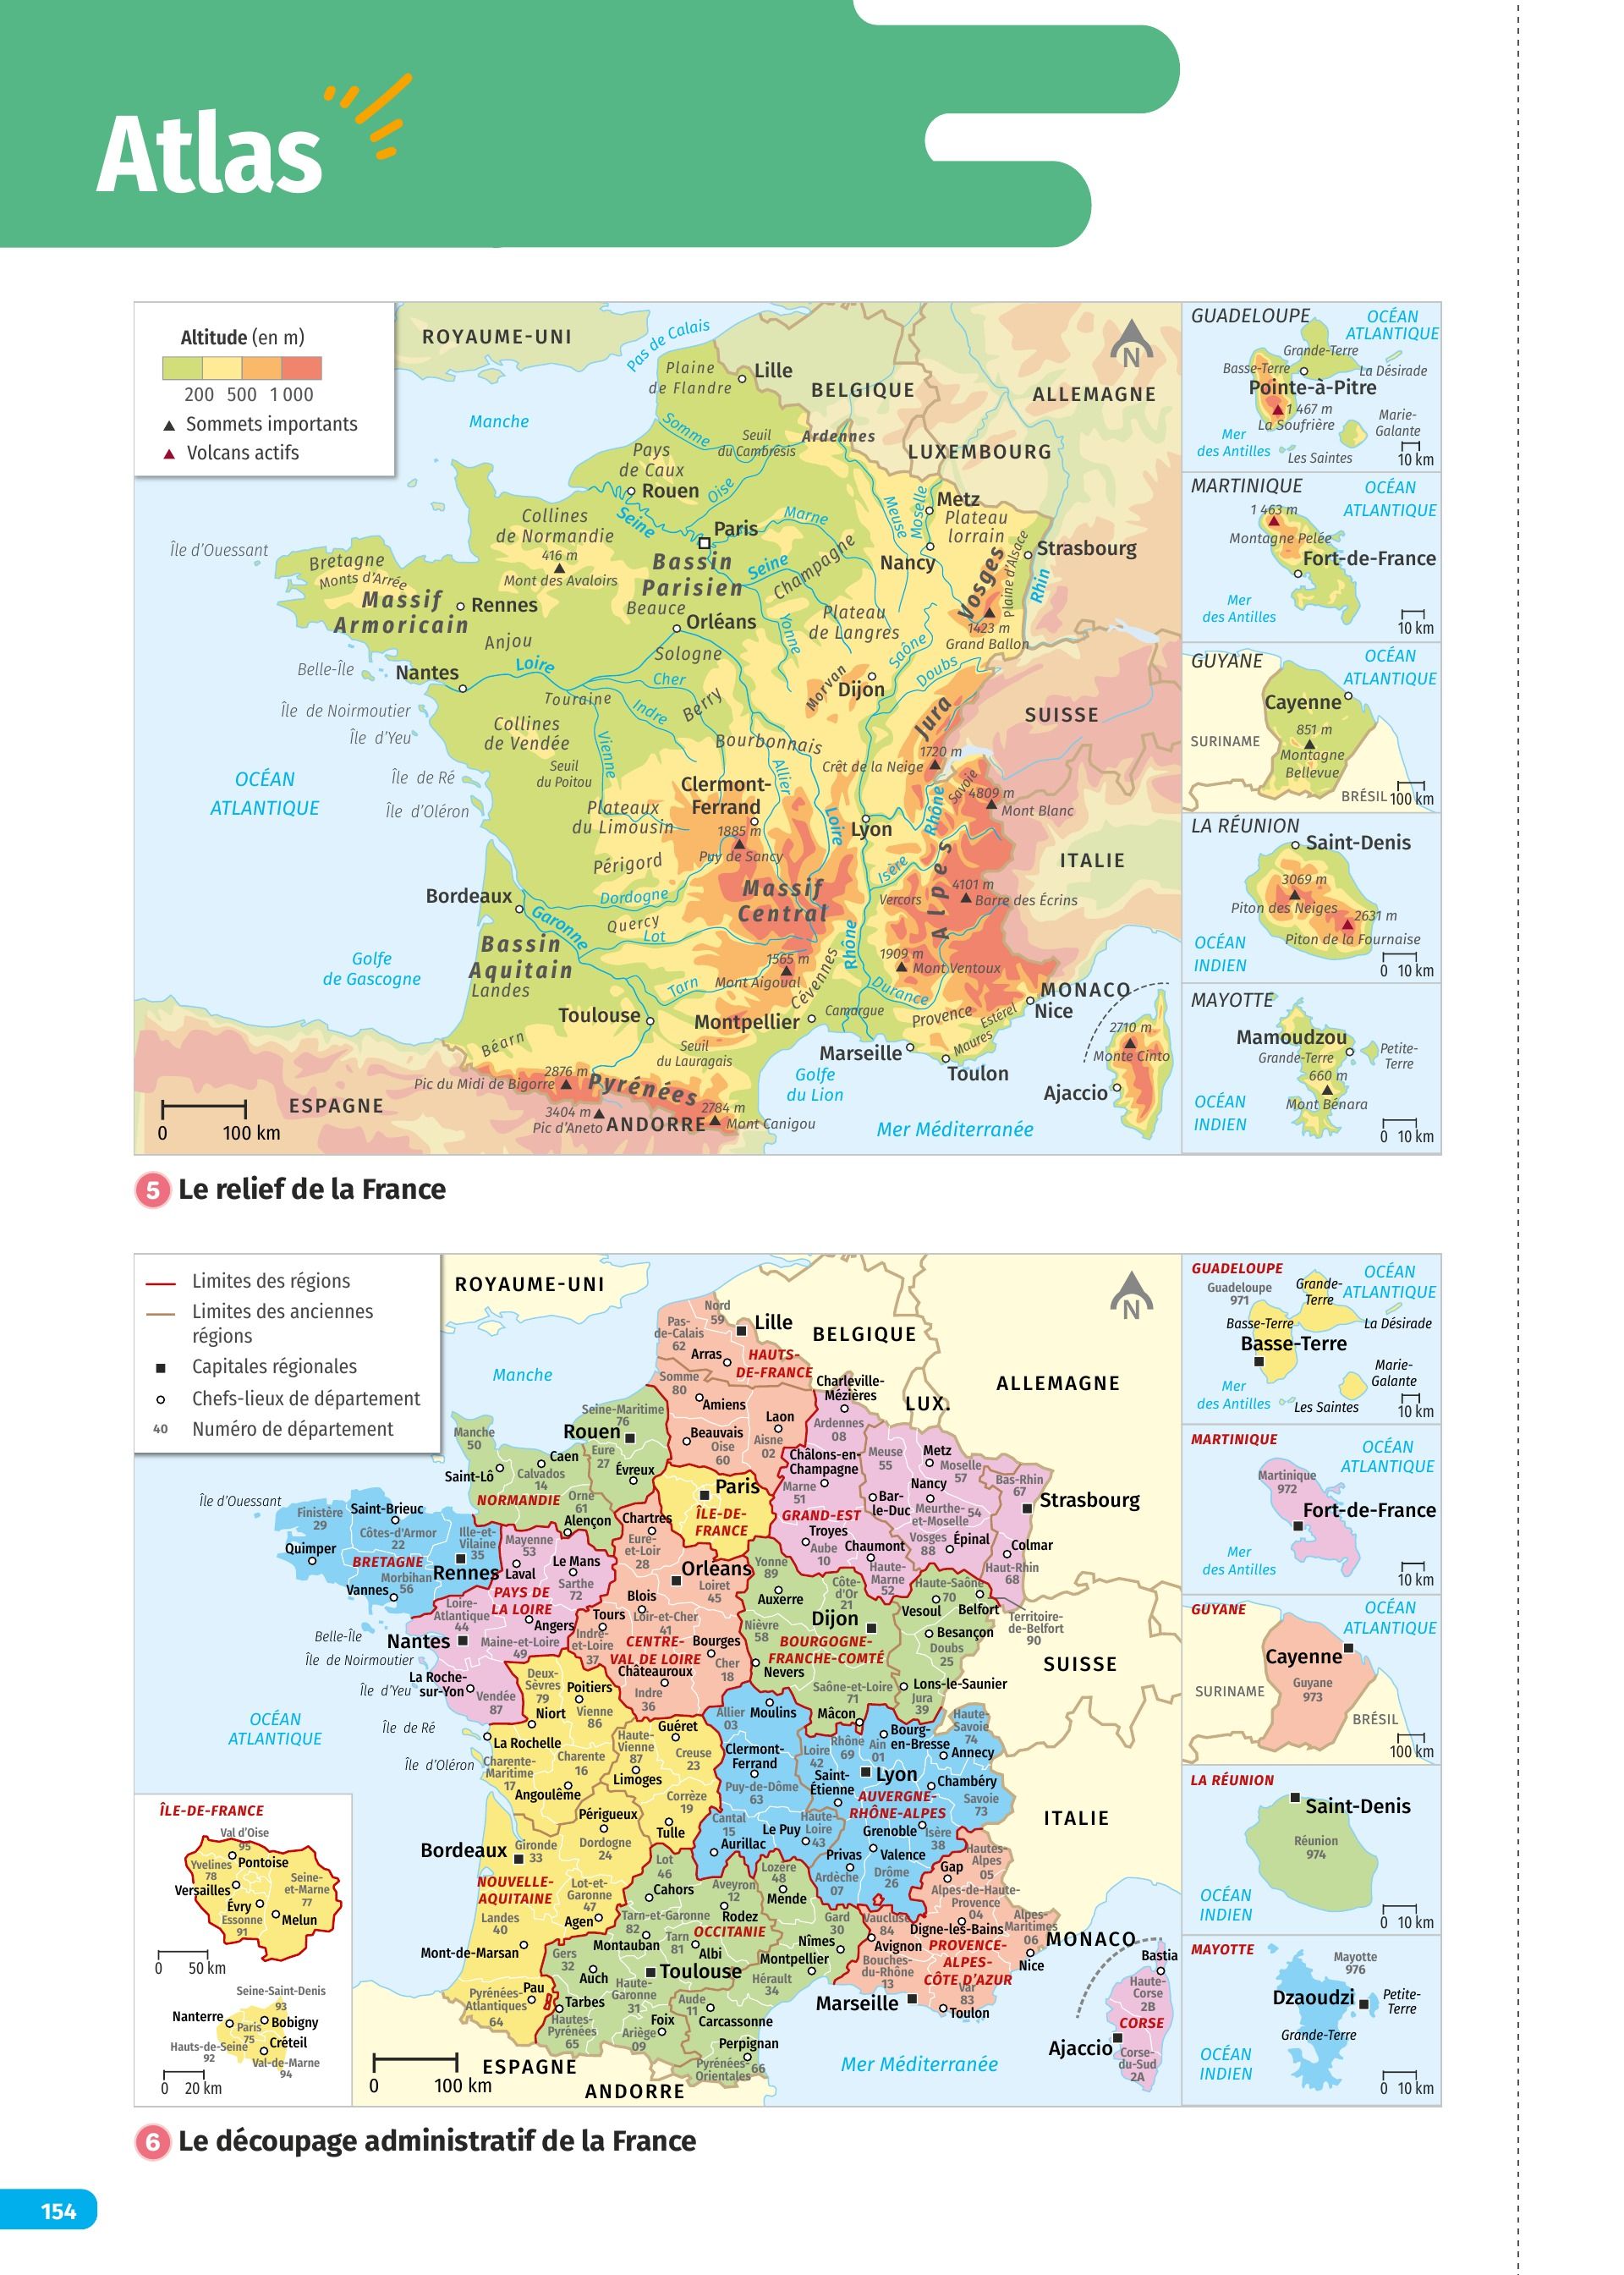 Atlas
Altitude (en m)
200 500 1 000
Sommets importants
Volcans actifs
ROYAUME-UNI
Pas de Calais
Plaine
de Flandre
Lille
BELGIQUE
ALLEMAGNE
N
Manche
Somme
Seuil
du Cambrésis
Ardennes
LUXEMBOURG
Pays
de Caux
Rouen
Oise
Seine
Collines
de Normandie
416 m
Mont des Avaloirs
Paris
Marne
Meuse
Moselle
Metz
Plateau
lorrain
Île d'Ouessant
Bretagne
Monts d'Arrée
Massif
Armoricain
Rennes
Bassin
Parisien
Seine
Champagne
Nancy
Vosges
Plaine d'Alsace
Strasbourg
Rhin
Beauce
Orléans
Yonne
Plateau
de Langres
1423 m
Grand Ballon
Anjou
Sologne
Saône
Doubs
Belle-Île
Nantes
Loire
Cher
Morvan
Dijon
Touraine
Indre
Berry
Île de Noirmoutier
Île d'Yeu
Collines
de Vendée
Vienne
Bourbonnais
Jura
SUISSE
1720 m
Crêt de la Neige
Seuil
du Poitou
Allier
Clermont-
Ferrand
Savoie
4809 m
Mont Blanc
OCÉAN
ATLANTIQUE
Île de Ré
Île d'Oléron
Plateaux
du Limousin
1885 m
Puy de Sancy
Loire
Lyon
Rhône
Périgord
Isère
ITALIE
Bordeaux
Dordogne
Massif
Central
Vercors
Alpes
4101 m
Barre des Écrins
Garonne
Quercy
Lot
Rhône
Bassin
Aquitain
Landes
Golfe
de Gascogne
1565 m
Mont Aigoual
Cévennes
1909 m
Mont Ventoux
Tarn
Durance
MONACO
Nice
Toulouse
Montpellier
Camargue
Provence
Estérel
Maures
2710 m
Monte Cinto
Béarn
Seuil
du Lauragais
Marseille
Toulon
Golfe
du Lion
Ajaccio
2876 m
Pic du Midi de Bigorre
Pyrénées
3404 m
Pic d'Aneto
ANDORRE
2784 m
Mont Canigou
Mer Méditerranée
ESPAGNE
0 100 km
GUADELOUPE
OCÉAN
ATLANTIQUE
Grande-Terre
Basse-Terre
La Désirade
Pointe-à-Pitre
1 467 m
La Soufrière
Marie-
Galante
Mer
des Antilles
Les Saintes
10 km
MARTINIQUE
OCÉAN
ATLANTIQUE
1 463 m
Montagne Pelée
Fort-de-France
Mer
des Antilles
10 km
GUYANE
OCÉAN
ATLANTIQUE
Cayenne
SURINAME
851 m
Montagne
Bellevue
BRÉSIL
100 km
LA RÉUNION
Saint-Denis
3069 m
Piton des Neiges
2631 m
Piton de la Fournaise
OCÉAN
INDIEN
0 10 km
MAYOTTE
Mamoudzou
Grande-Terre
Petite-
Terre
660 m
Mont Bénara
OCÉAN
INDIEN
0 10 km
5 Le relief de la France
Limites des régions
Limites des anciennes
régions
Capitales régionales
Chefs-lieux de département
40 Numéro de département
ROYAUME-UNI
Manche
Nord
59
Lille
Pas-
de-Calais
62
Arras
HAUTS-
DE-FRANCE
BELGIQUE
ALLEMAGNE
LUX.
N
Somme
80
Amiens
Charleville-
Mézières
Ardennes
08
Laon
Aisne
02
Beauvais
Oise
60
Seine-Maritime
76
Rouen
Eure
27
Évreux
Manche
50
Saint-Lô
Caen
Calvados
14
NORMANDIE
Orne
61
Alençon
Châlons-en-
Champagne
Marne
51
GRAND-EST
Meuse
55
Bar-
le-Duc
Metz
Moselle
57
Nancy
Meurthe- 54
et-Moselle
Bas-Rhin
67
Strasbourg
Vosges
88
Épinal
Colmar
Haut-Rhin
68
Troyes
Aube
10
Chaumont
Haute-
Marne
52
Paris
ÎLE-DE-
FRANCE
Île d'Ouessant
Finistère
29
Quimper
Saint-Brieuc
Côtes-d'Armor
22
BRETAGNE
Morbihan
56
Vannes
Ille-et-
Vilaine
35
Rennes
Mayenne
53
Laval
Le Mans
Sarthe
72
PAYS DE
LA LOIRE
Loire-
Atlantique
44
Nantes
Angers
Maine-et-Loire
49
La Roche-
sur-Yon
Vendée
87
Belle-Île
Île de Noirmoutier
Île d'Yeu
Île de Ré
Île d'Oléron
OCÉAN
ATLANTIQUE
Chartres
Eure-
et-Loir
28
Orléans
Loiret
45
Blois
Loir-et-Cher
41
Tours
Indre-
et-Loire
37
CENTRE-
VAL DE LOIRE
Bourges
Cher
18
Châteauroux
Indre
36
Yonne
89
Auxerre
Côte-
d'Or
21
Dijon
Nièvre
58
Nevers
BOURGOGNE-
FRANCHE-COMTÉ
Saône-et-Loire
71
Mâcon
Haute-Saône
70
Vesoul
Belfort
Territoire-
de-Belfort
90
Besançon
Doubs
25
Lons-le-Saunier
Jura
39
SUISSE
Deux-
Sèvres
79
Niort
Poitiers
Vienne
86
La Rochelle
Charente-
Maritime
17
Charente
16
Angoulême
Haute-
Vienne
87
Limoges
Guéret
Creuse
23
Corrèze
19
Tulle
Périgueux
Dordogne
24
Bordeaux
Gironde
33
NOUVELLE-
AQUITAINE
Lot-et-
Garonne
47
Agen
Landes
40
Mont-de-Marsan
Pau
Pyrénées-
Atlantiques
64
Allier
03
Moulins
Clermont-
Ferrand
Puy-de-Dôme
63
Cantal
15
Aurillac
Haute-
Loire
43
Le Puy
Loire
42
Saint-
Étienne
Rhône
69
Lyon
Ain
01
Bourg-
en-Bresse
Haute-
Savoie
74
Annecy
Chambéry
Savoie
73
AUVERGNE-
RHÔNE-ALPES
Grenoble
Isère
38
Privas
Ardèche
07
Valence
Drôme
26
ITALIE
Lot
46
Cahors
Aveyron
12
Rodez
Lozère
48
Mende
Tarn-et-Garonne
82
Montauban
Tarn
81
Albi
OCCITANIE
Gard
30
Nîmes
Montpellier
Hérault
34
Gers
32
Auch
Toulouse
Haute-
Garonne
31
Tarbes
Hautes-
Pyrénées
65
Foix
Ariège
09
Aude
11
Carcassonne
Perpignan
Pyrénées-
Orientales
66
Hautes-
Alpes
05
Gap
Alpes-de-Haute-
Provence
04
Digne-les-Bains
Alpes-
Maritimes
06
Nice
MONACO
Vaucluse
84
Avignon
Bouches-
du-Rhône
13
PROVENCE-
ALPES-
CÔTE D'AZUR
Marseille
Var
83
Toulon
Bastia
Haute-
Corse
2B
CORSE
Ajaccio
Corse-
du-Sud
2A
Mer Méditerranée
ESPAGNE
ANDORRE
0 100 km
ÎLE-DE-FRANCE
Val d'Oise
95
Pontoise
Yvelines
78
Versailles
Seine-
et-Marne
77
Évry
Essonne
91
Melun
0 50 km
Seine-Saint-Denis
93
Nanterre
Bobigny
Paris
75
Hauts-de-Seine
92
Créteil
Val-de-Marne
94
0 20 km
GUADELOUPE
Guadeloupe
971
Grande-
Terre
OCÉAN
ATLANTIQUE
Basse-Terre
La Désirade
Basse-Terre
Marie-
Galante
Mer
des Antilles
Les Saintes
10 km
MARTINIQUE
OCÉAN
ATLANTIQUE
Martinique
972
Fort-de-France
Mer
des Antilles
10 km
GUYANE
OCÉAN
ATLANTIQUE
Cayenne
Guyane
973
SURINAME
BRÉSIL
100 km
LA RÉUNION
Saint-Denis
Réunion
974
OCÉAN
INDIEN
0 10 km
MAYOTTE
Mayotte
976
Dzaoudzi
Petite-
Terre
Grande-Terre
OCÉAN
INDIEN
0 10 km
6 Le découpage administratif de la France
154